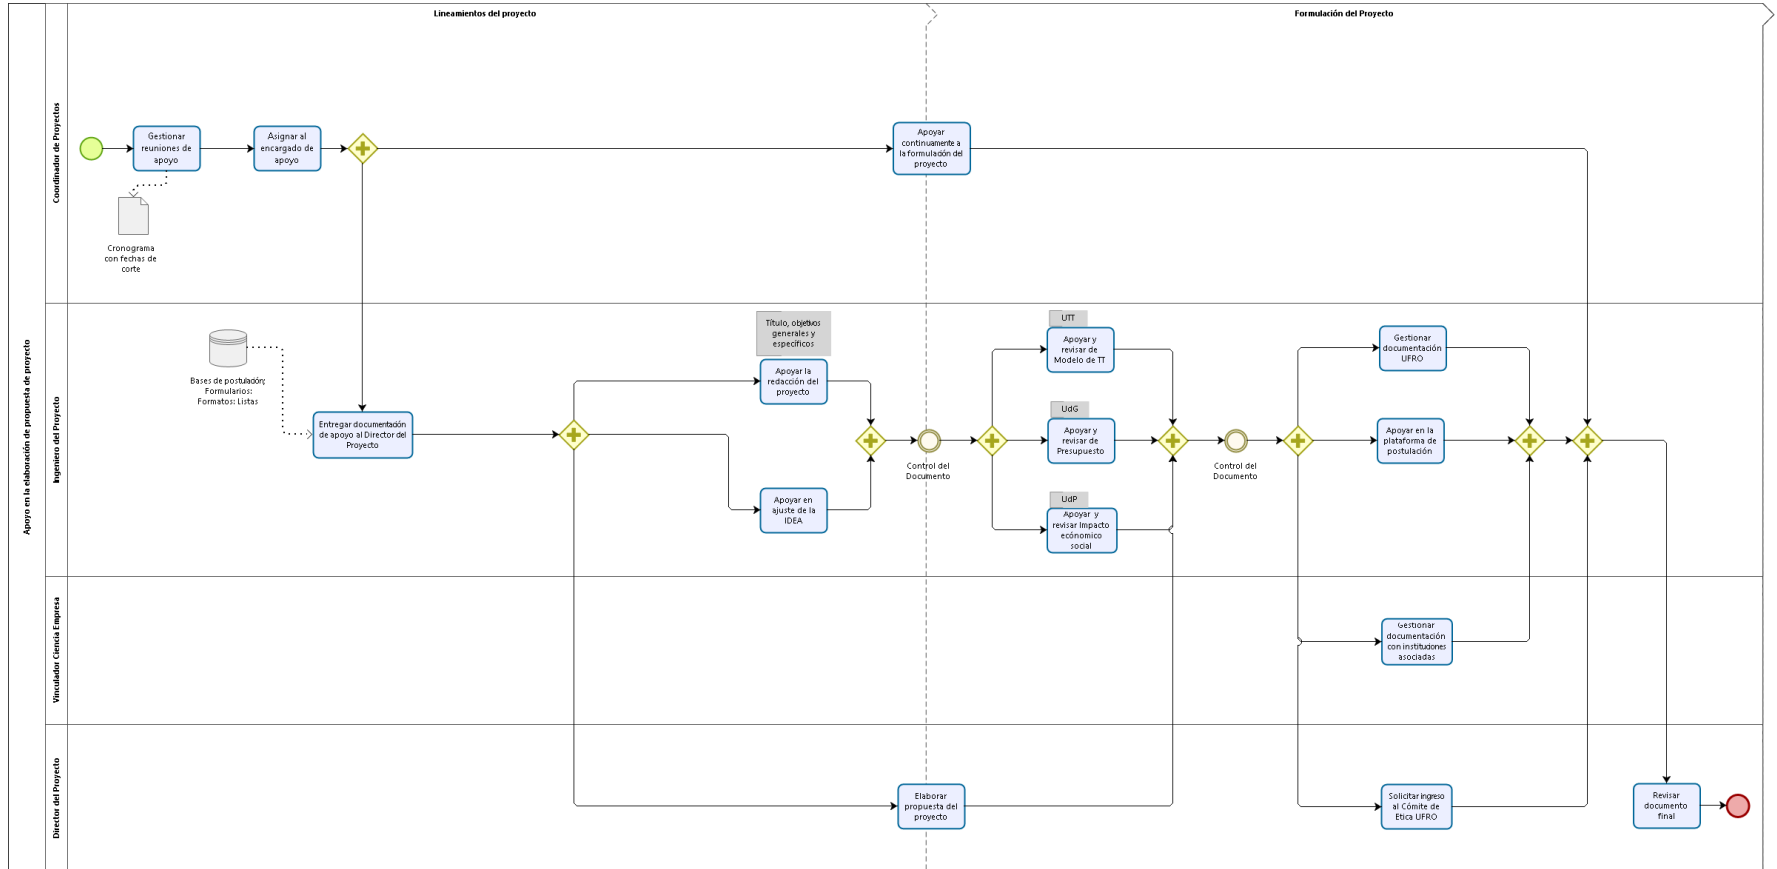 Lineamientos del proyecto
Formulación del Proyecto
Apoyo en la elaboración de propuesta de proyecto
Coordinador de Proyectos
Gestionar
reuniones de
apoyo
Asignar al
encargado de
apoyo
Apoyar
continuamente a
la formulación del
proyecto
Cronograma
con fechas de
corte
Ingeniero del Proyecto
Bases de postulación;
Formularios:
Formatos: Listas
Entregar documentación
de apoyo al Director del
Proyecto
Título, objetivos
generales y
específicos
Apoyar la
redacción del
proyecto
Apoyar en
ajuste de la
IDEA
Control del
Documento
UTT
Apoyar y
revisar de
Modelo de TT
UdG
Apoyar y
revisar de
Presupuesto
UdP
Apoyar y
revisar Impacto
ecónomico
social
Control del
Documento
Gestionar
documentación
UFRO
Apoyar en la
plataforma de
postulación
Vinculador Ciencia Empresa
Gestionar
documentación
con instituciones
asociadas
Director del Proyecto
Elaborar
propuesta del
proyecto
Solicitar ingreso
al Cómite de
Etica UFRO
Revisar
documento
final